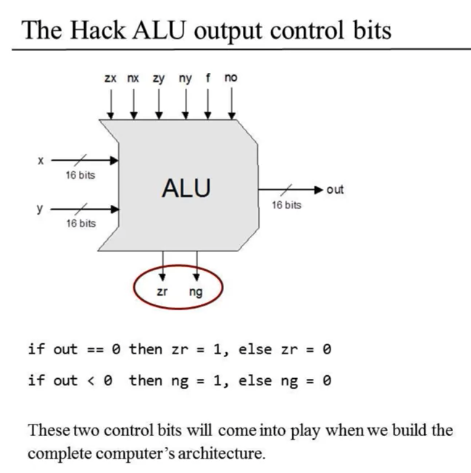 The Hack ALU output control bits
zx nx zy ny f no
x
16 bits
ALU
out
16 bits
y
16 bits
zr ng
if out == 0 then zr = 1, else zr = 0
if out < 0 then ng = 1, else ng = 0
These two control bits will come into play when we build the
complete computer's architecture.